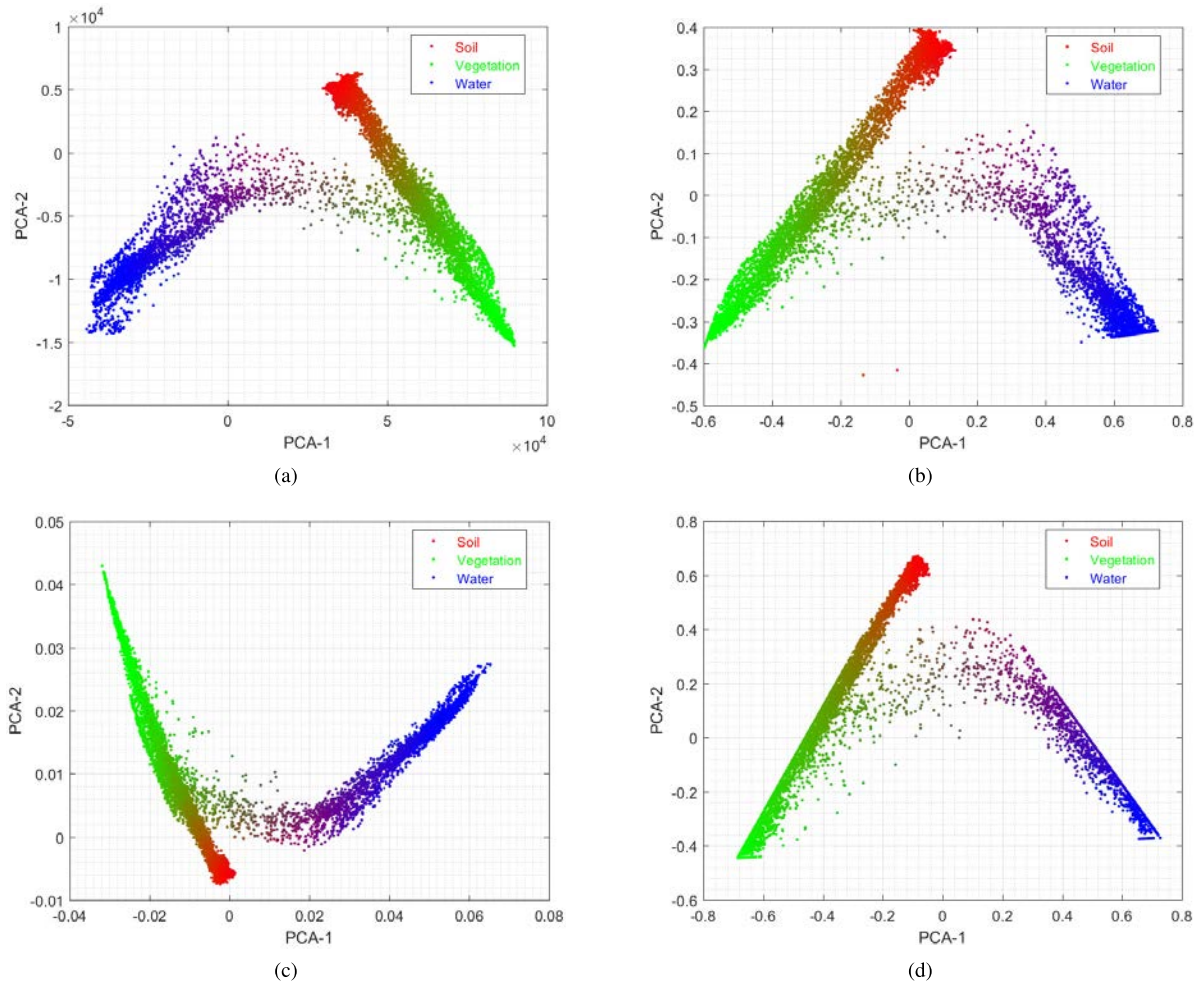 ×10⁴
1
0.5
0
-0.5
-1
-1.5
-2
PCA-2
Soil
Vegetation
Water
-5
0
5
10
PCA-1
×10⁴
(a)
0.4
0.3
0.2
0.1
0
-0.1
-0.2
-0.3
-0.4
-0.5
PCA-2
Soil
Vegetation
Water
-0.6
-0.4
-0.2
0
0.2
0.4
0.6
0.8
PCA-1
(b)
0.05
0.04
0.03
0.02
0.01
0
-0.01
PCA-2
Soil
Vegetation
Water
-0.04
-0.02
0
0.02
0.04
0.06
0.08
PCA-1
(c)
0.8
0.6
0.4
0.2
0
-0.2
-0.4
-0.6
PCA-2
Soil
Vegetation
Water
-0.8
-0.6
-0.4
-0.2
0
0.2
0.4
0.6
0.8
PCA-1
(d)